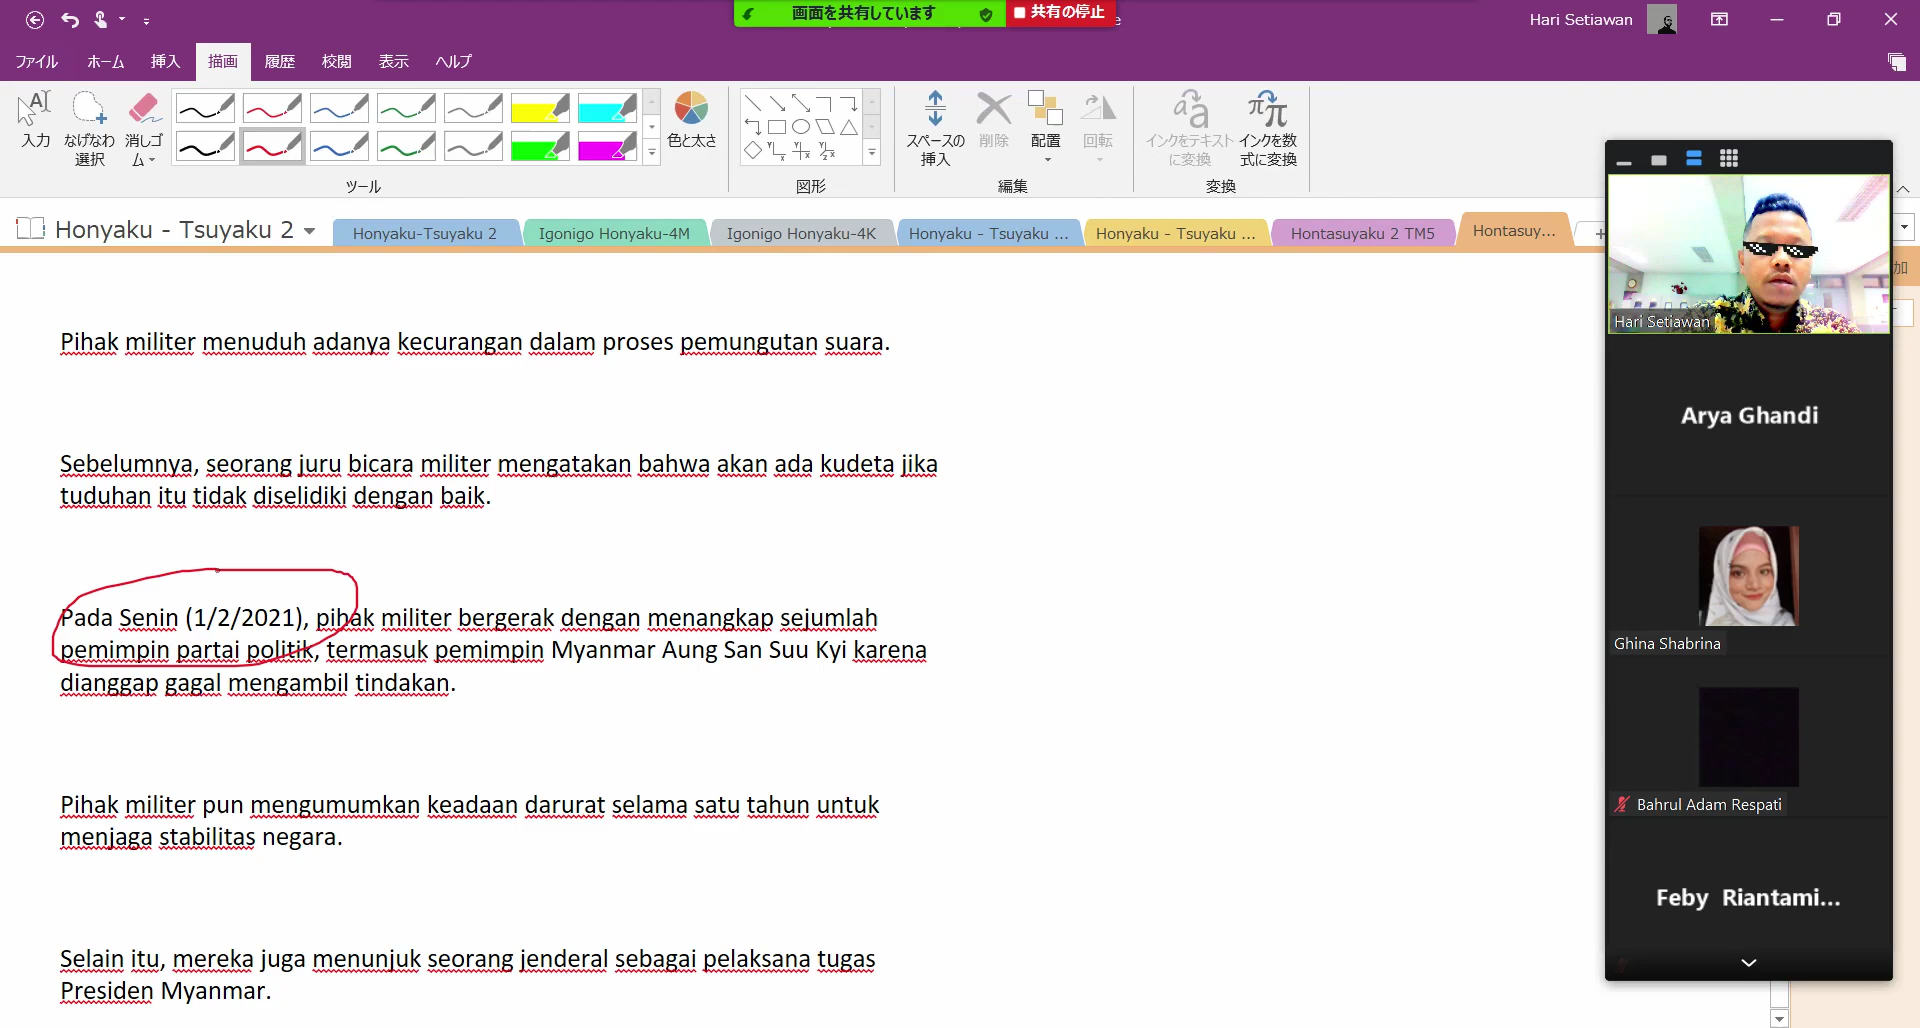 画面を共有しています
共有の停止
Hari Setiawan
ファイル
ホーム
挿入
描画
履歴
校閲
表示
ヘルプ
入力
なげなわ
選択
消しゴ
ム
色と太さ
ツール
図形
スペースの
挿入
削除
配置
回転
編集
インクをテキスト
に変換
インクを数
式に変換
変換
Honyaku - Tsuyaku 2
Honyaku-Tsuyaku 2
Igonigo Honyaku-4M
Igonigo Honyaku-4K
Honyaku - Tsuyaku ...
Honyaku - Tsuyaku ...
Hontasuyaku 2 TM5
Hontasuy...
加
Pihak militer menuduh adanya kecurangan dalam proses pemungutan suara.
Sebelumnya, seorang juru bicara militer mengatakan bahwa akan ada kudeta jika
tuduhan itu tidak diselidiki dengan baik.
Pada Senin (1/2/2021), pihak militer bergerak dengan menangkap sejumlah
pemimpin partai politik, termasuk pemimpin Myanmar Aung San Suu Kyi karena
dianggap gagal mengambil tindakan.
Pihak militer pun mengumumkan keadaan darurat selama satu tahun untuk
menjaga stabilitas negara.
Selain itu, mereka juga menunjuk seorang jenderal sebagai pelaksana tugas
Presiden Myanmar.
Hari Setiawan
Arya Ghandi
Ghina Shabrina
Bahrul Adam Respati
Feby Riantami...